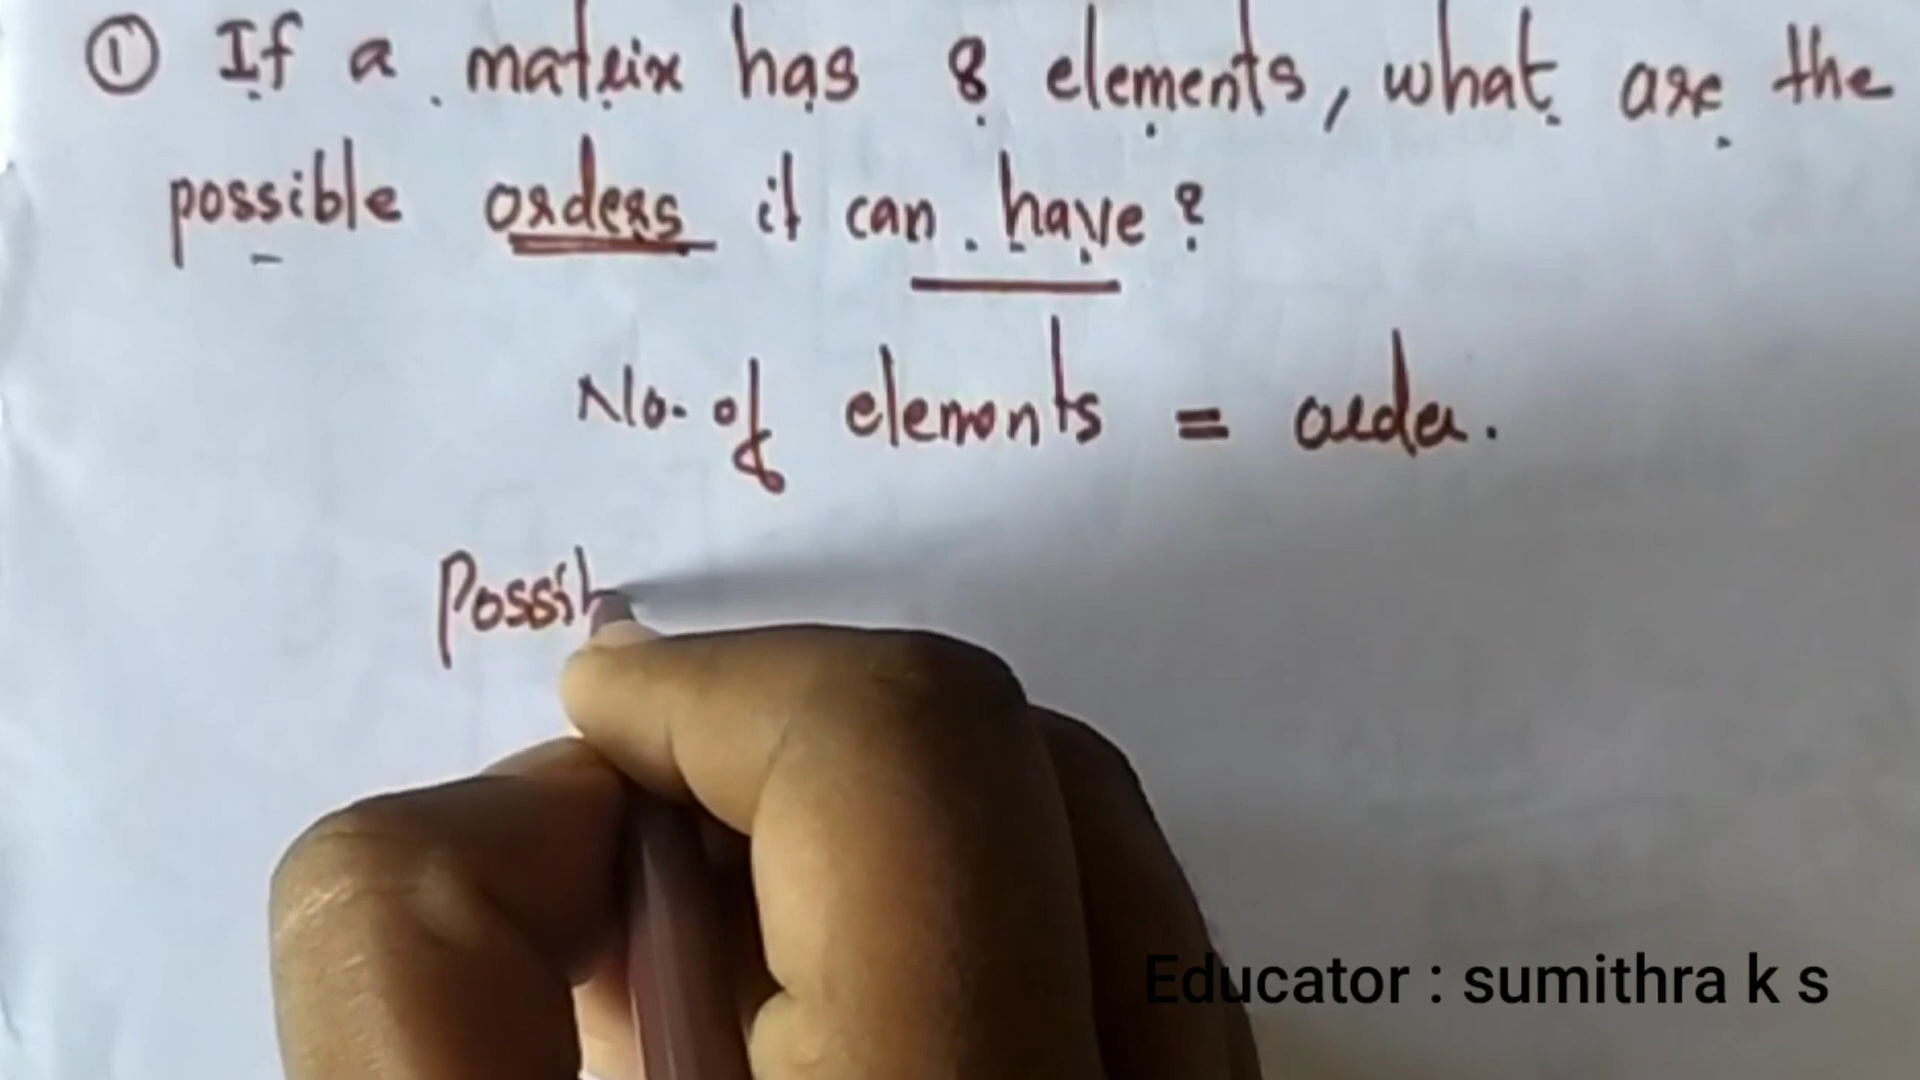 ① If a matrix has 8 elements, what are the
possible orders it can have?
No. of elements = order.
Possib
Educator : sumithra k s